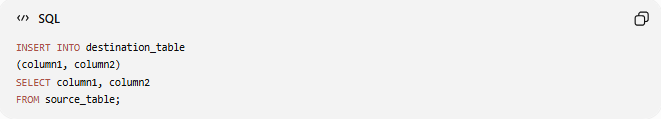 </> SQL
INSERT INTO destination_table
(column1, column2)
SELECT column1, column2
FROM source_table;